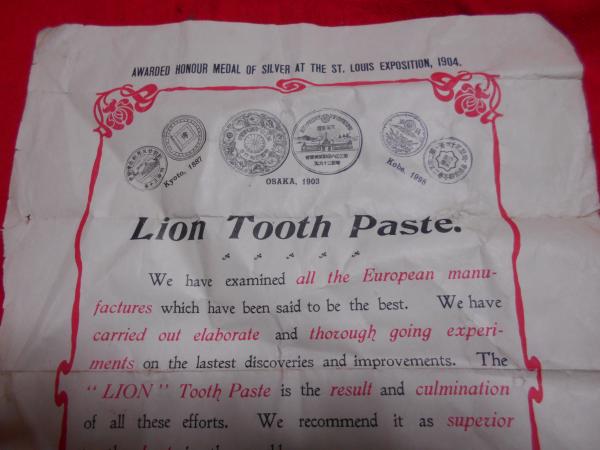 AWARDED HONOUR MEDAL OF SILVER AT THE ST. LOUIS EXPOSITION, 1904.
Kyoto, 1897
OSAKA, 1903
Kobe, 1898
Lion Tooth Paste.
We have examined all the European manu-
factures which have been said to be the best. We have
carried out elaborate and thorough going experi-
ments on the lastest discoveries and improvements. The
"LION" Tooth Paste is the result and culmination
of all these efforts. We recommend it as superior